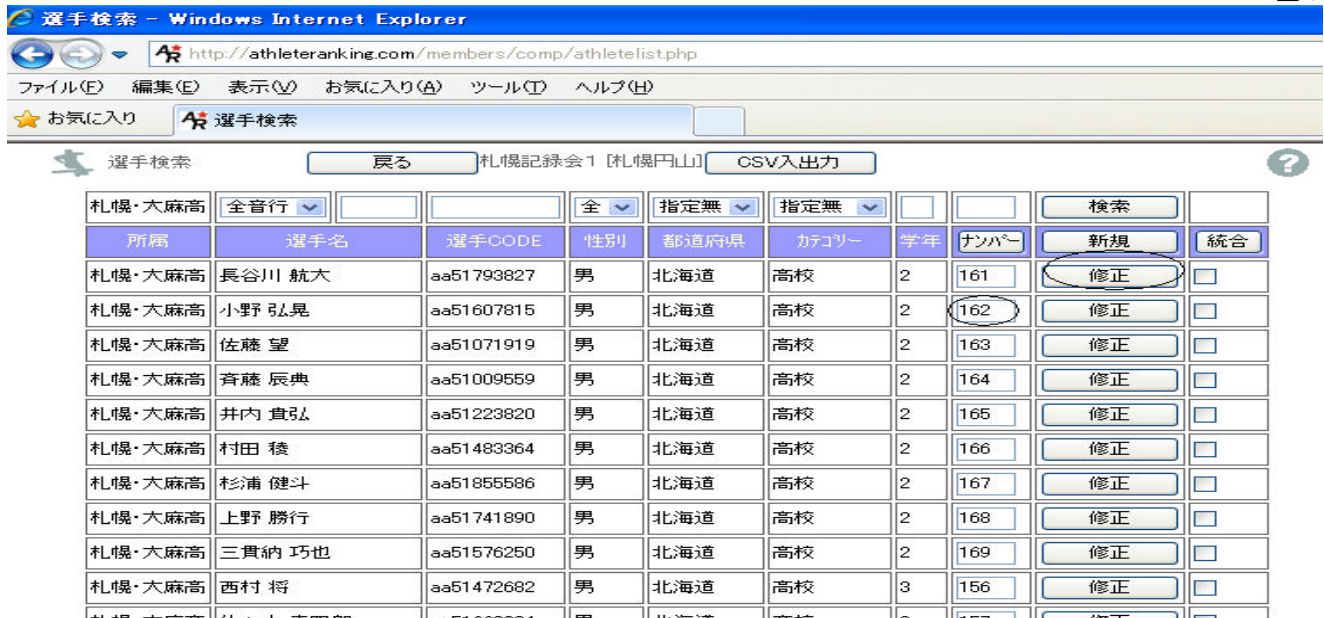 選手検索 - Windows Internet Explorer
http://athleteranking.com/members/comp/athletelist.php
ファイル(F) 編集(E) 表示(V) お気に入り(A) ツール(T) ヘルプ(H)
お気に入り 選手検索
選手検索 戻る 札幌記録会1 [札幌円山] CSV入出力 ?
札幌・大麻高 全音行 全 指定無 指定無 検索
所属 選手名 選手CODE 性別 都道府県 カテゴリー 学年 ナンバー 新規 統合
札幌・大麻高 長谷川 航大 aa51793827 男 北海道 高校 2 161 修正
札幌・大麻高 小野 弘晃 aa51607815 男 北海道 高校 2 162 修正
札幌・大麻高 佐藤 望 aa51071919 男 北海道 高校 2 163 修正
札幌・大麻高 斉藤 辰典 aa51009559 男 北海道 高校 2 164 修正
札幌・大麻高 井内 貴弘 aa51223820 男 北海道 高校 2 165 修正
札幌・大麻高 村田 稜 aa51483364 男 北海道 高校 2 166 修正
札幌・大麻高 杉浦 健斗 aa51855586 男 北海道 高校 2 167 修正
札幌・大麻高 上野 勝行 aa51741890 男 北海道 高校 2 168 修正
札幌・大麻高 三貫納 巧也 aa51576250 男 北海道 高校 2 169 修正
札幌・大麻高 西村 将 aa51472682 男 北海道 高校 3 156 修正